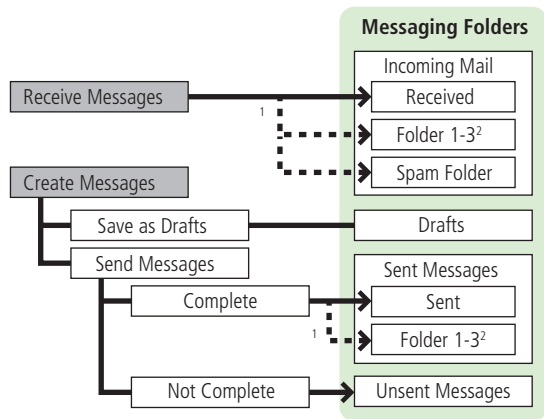 Messaging Folders
Incoming Mail
Receive Messages
Received
1
Folder 1-3²
Spam Folder
Create Messages
Save as Drafts
Drafts
Send Messages
Sent Messages
Complete
Sent
1
Folder 1-3²
Not Complete
Unsent Messages